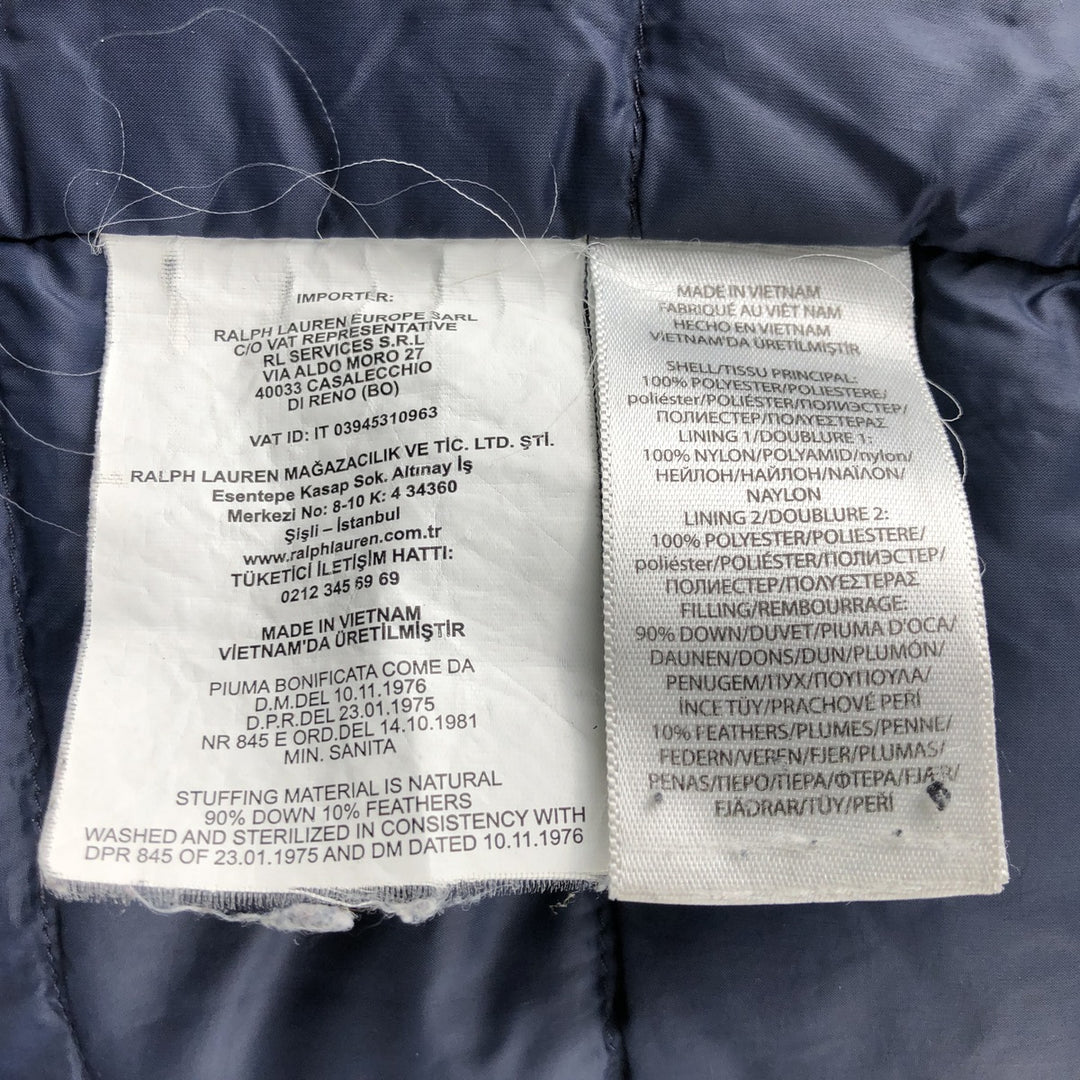 IMPORTER:
RALPH LAUREN EUROPE SARL
C/O VAT REPRESENTATIVE
RL SERVICES S.R.L
VIA ALDO MORO 27
40033 CASALECCHIO
DI RENO (BO)
VAT ID: IT 03945310963
RALPH LAUREN MAĞAZACILIK VE TİC. LTD. ŞTİ.
Esentepe Kasap Sok. Altınay İş
Merkezi No: 8-10 K: 4 34360
Şişli – İstanbul
www.ralphlauren.com.tr
TÜKETİCİ İLETİŞİM HATTI:
0212 345 69 69
MADE IN VIETNAM
VİETNAM'DA ÜRETİLMİŞTİR
PIUMA BONIFICATA COME DA
D.M.DEL 10.11.1976
D.P.R.DEL 23.01.1975
NR 845 E ORD.DEL 14.10.1981
MIN. SANITA
STUFFING MATERIAL IS NATURAL
90% DOWN 10% FEATHERS
WASHED AND STERILIZED IN CONSISTENCY WITH
DPR 845 OF 23.01.1975 AND DM DATED 10.11.1976
MADE IN VIETNAM
FABRIQUÉ AU VIÊT NAM
HECHO EN VIETNAM
VİETNAM'DA ÜRETİLMİŞTİR
SHELL/TISSU PRINCIPAL:
100% POLYESTER/POLIESTERE/
poliéster/POLIÉSTER/ПОЛИЭСТЕР/
ПОЛИЕСТЕР/ΠΟΛΥΕΣΤΕΡΑΣ
LINING 1/DOUBLURE 1:
100% NYLON/POLYAMID/nylon/
НЕЙЛОН/НАЙЛОН/ΝΑΪΛΟΝ/
NAYLON
LINING 2/DOUBLURE 2:
100% POLYESTER/POLIESTERE/
poliéster/POLIÉSTER/ПОЛИЭСТЕР/
ПОЛИЕСТЕР/ΠΟΛΥΕΣΤΕΡΑΣ
FILLING/REMBOURRAGE:
90% DOWN/DUVET/PIUMA D'OCA/
DAUNEN/DONS/DUN/PLUMÓN/
PENUGEM/ПУХ/ΠΟΥΠΟΥΛΑ/
İNCE TÜY/PRACHOVÉ PERÍ
10% FEATHERS/PLUMES/PENNE/
FEDERN/VEREN/FJER/PLUMAS/
PENAS/ПЕРО/ПЕРА/ΦΤΕΡΑ/FJÆR/
FJÄDRAR/TÜY/PEŘÍ